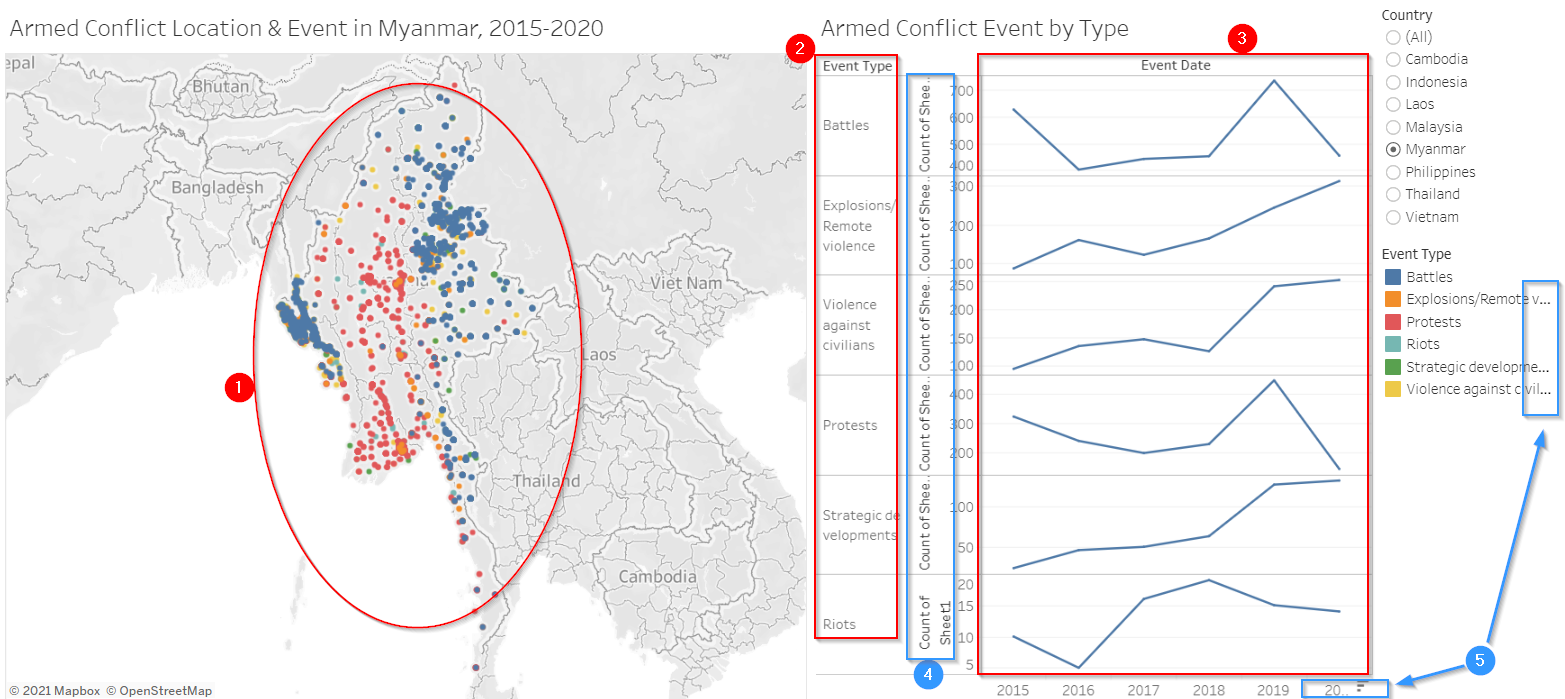 Armed Conflict Location & Event in Myanmar, 2015-2020
epal
Bhutan
Bangladesh
Viêt Nam
Laos
Thailand
Cambodia
© 2021 Mapbox © OpenStreetMap
1
Armed Conflict Event by Type
2
3
Event Type
Event Date
Battles
Count of Shee..
700
600
500
400
Explosions/
Remote
violence
Count of Shee..
300
200
100
Violence
against
civilians
Count of Shee..
250
200
150
100
Protests
Count of Shee..
400
300
200
Strategic de
velopments
Count of Shee..
100
50
Riots
Count of
Sheet1
20
15
10
5
4
2015
2016
2017
2018
2019
20..
5
Country
(All)
Cambodia
Indonesia
Laos
Malaysia
Myanmar
Philippines
Thailand
Vietnam
Event Type
Battles
Explosions/Remote v...
Protests
Riots
Strategic developme...
Violence against civil...